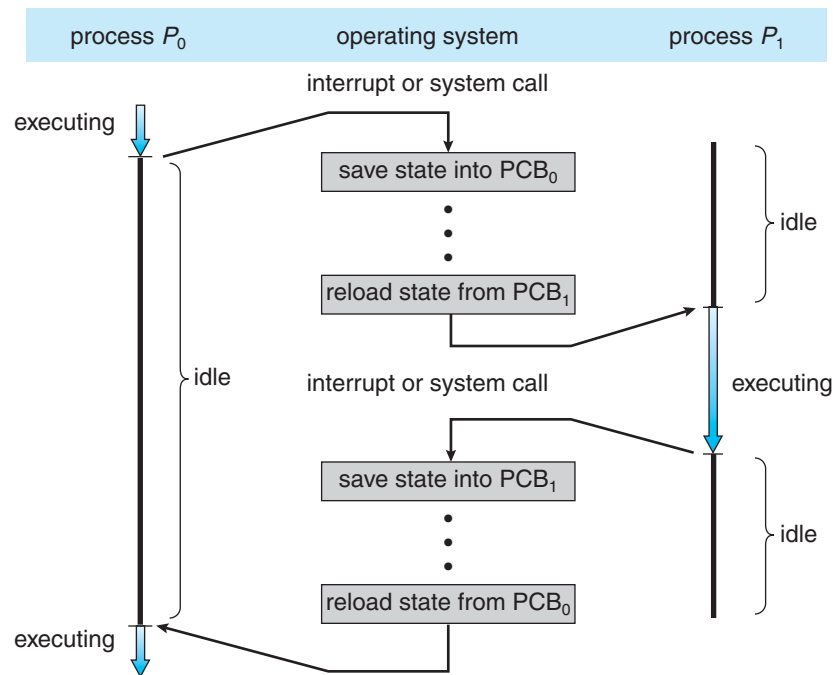 process P₀
operating system
process P₁
interrupt or system call
executing
save state into PCB₀
idle
reload state from PCB₁
idle
interrupt or system call
executing
save state into PCB₁
idle
reload state from PCB₀
executing